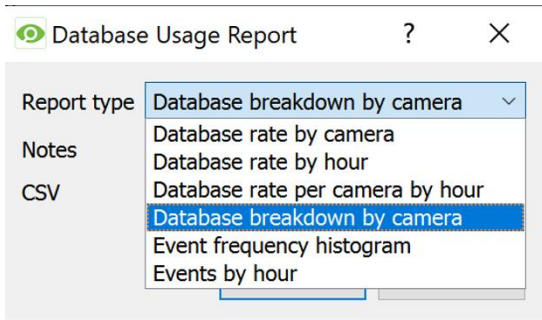 Database Usage Report ? ×
Report type Database breakdown by camera
Database rate by camera
Notes
Database rate by hour
CSV Database rate per camera by hour
Database breakdown by camera
Event frequency histogram
Events by hour